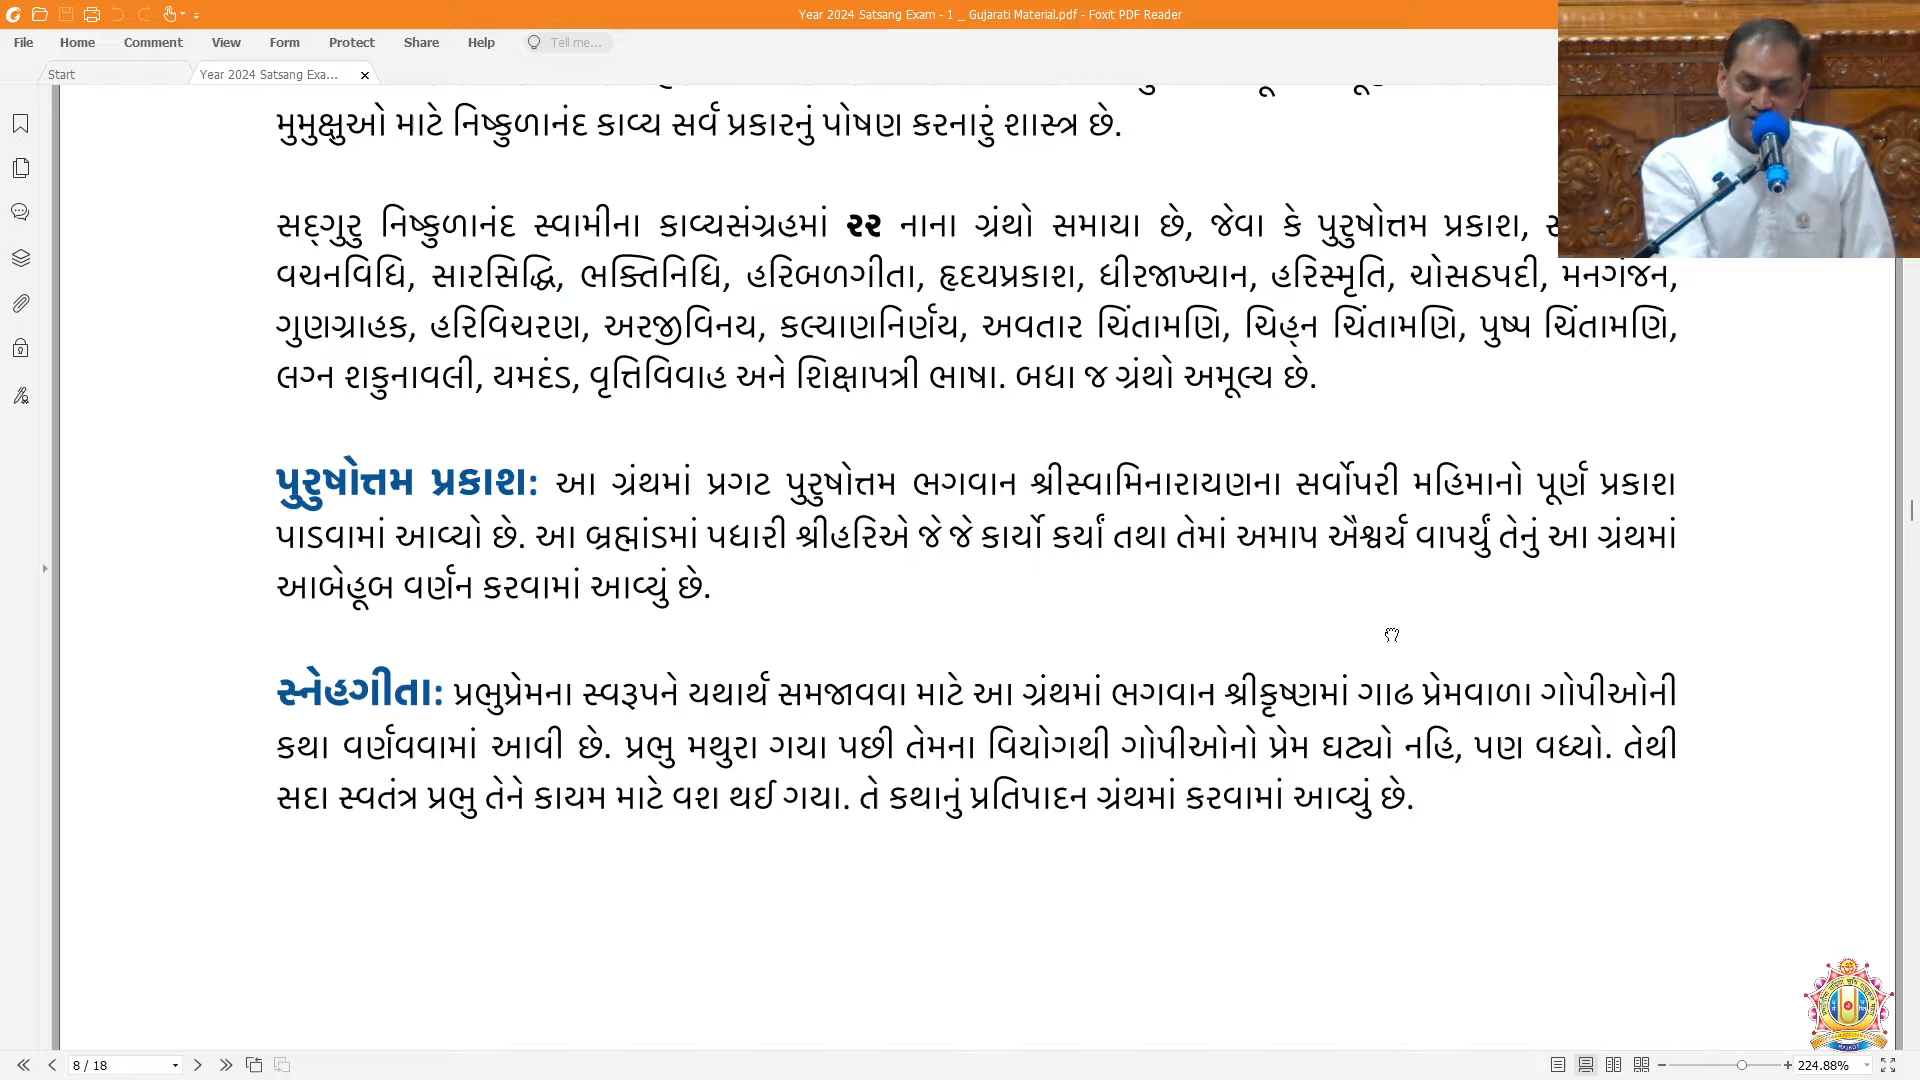 Year 2024 Satsang Exam - 1 _ Gujarati Material.pdf - Foxit PDF Reader
File Home Comment View Form Protect Share Help Tell me...
Start Year 2024 Satsang Exa...
મુમુક્ષુઓ માટે નિષ્કુળાનંદ કાવ્ય સર્વ પ્રકારનું પોષણ કરનારું શાસ્ત્ર છે.
સદ્‌ગુરુ નિષ્કુળાનંદ સ્વામીના કાવ્યસંગ્રહમાં ૨૨ નાના ગ્રંથો સમાયા છે, જેવા કે પુરુષોત્તમ પ્રકાશ,
વચનવિધિ, સારસિદ્ધિ, ભક્તિનિધિ, હરિબળગીતા, હૃદયપ્રકાશ, ધીરજાખ્યાન, હરિસ્મૃતિ, ચોસઠપદી, મનગંજન,
ગુણગ્રાહક, હરિવિચરણ, અરજીવિનય, કલ્યાણનિર્ણય, અવતાર ચિંતામણિ, ચિહ્‌ન ચિંતામણિ, પુષ્પ ચિંતામણિ,
લગ્ન શકુનાવલી, યમદંડ, વૃત્તિવિવાહ અને શિક્ષાપત્રી ભાષા. બધા જ ગ્રંથો અમૂલ્ય છે.
પુરુષોત્તમ પ્રકાશ: આ ગ્રંથમાં પ્રગટ પુરુષોત્તમ ભગવાન શ્રીસ્વામિનારાયણના સર્વોપરી મહિમાનો પૂર્ણ પ્રકાશ
પાડવામાં આવ્યો છે. આ બ્રહ્માંડમાં પધારી શ્રીહરિએ જે જે કાર્યો કર્યાં તથા તેમાં અમાપ ઐશ્વર્ય વાપર્યું તેનું આ ગ્રંથમાં
આબેહૂબ વર્ણન કરવામાં આવ્યું છે.
સ્નેહગીતા: પ્રભુપ્રેમના સ્વરૂપને યથાર્થ સમજાવવા માટે આ ગ્રંથમાં ભગવાન શ્રીકૃષ્ણમાં ગાઢ પ્રેમવાળા ગોપીઓની
કથા વર્ણવવામાં આવી છે. પ્રભુ મથુરા ગયા પછી તેમના વિયોગથી ગોપીઓનો પ્રેમ ઘટ્યો નહિ, પણ વધ્યો. તેથી
સદા સ્વતંત્ર પ્રભુ તેને કાયમ માટે વશ થઈ ગયા. તે કથાનું પ્રતિપાદન ગ્રંથમાં કરવામાં આવ્યું છે.
8 / 18 224.88%